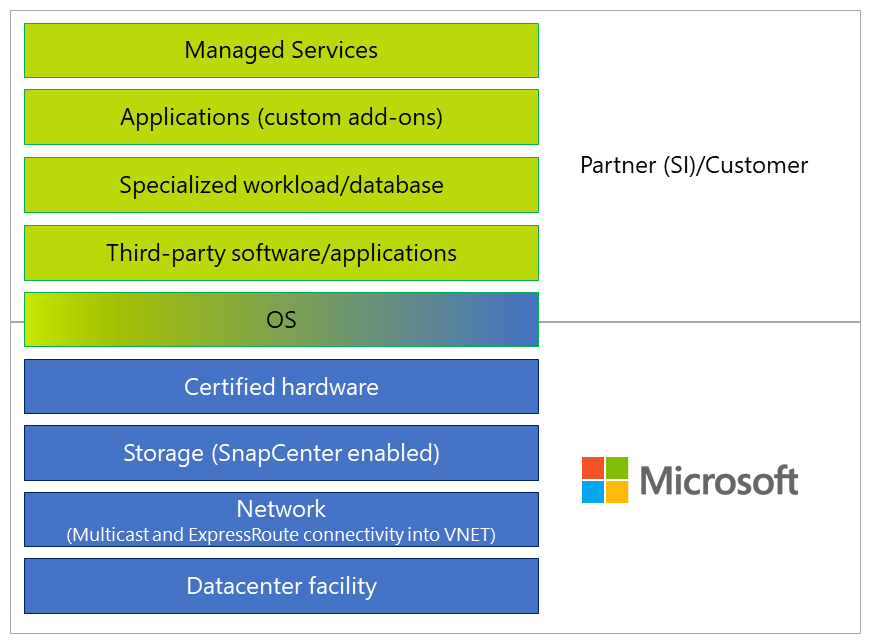 Managed Services
Applications (custom add-ons)
Specialized workload/database
Partner (SI)/Customer
Third-party software/applications
OS
Certified hardware
Storage (SnapCenter enabled)
Microsoft
Network
(Multicast and ExpressRoute connectivity into VNET)
Datacenter facility